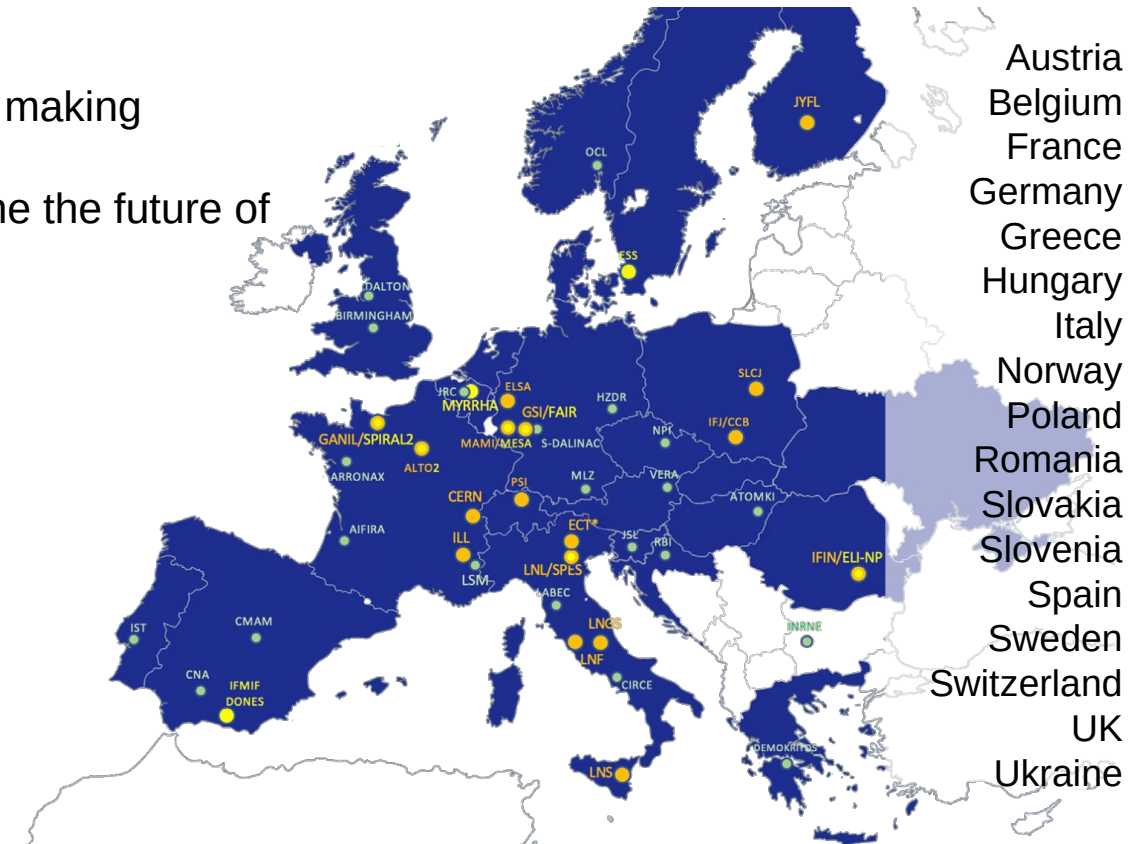 making
ne the future of
Austria
Belgium
France
Germany
Greece
Hungary
Italy
Norway
Poland
Romania
Slovakia
Slovenia
Spain
Sweden
Switzerland
UK
Ukraine
JYFL
OCL
ESS
DALTON
BIRMINGHAM
JRC
MYRRHA
ELSA
GSI/FAIR
HZDR
SLCJ
GANIL/SPIRAL2
MAMI/MESA
S-DALINAC
NPI
IFJ/CCB
ALTO2
ARRONAX
MLZ
VERA
ATOMKI
CERN
PSI
AIFIRA
ILL
ECT*
JSL
RBI
LSM
LNL/SPES
IFIN/ELI-NP
LABEC
IST
CMAM
LNGS
INRNE
LNF
CNA
IFMIF
DONES
CIRCE
DEMOKRITOS
LNS